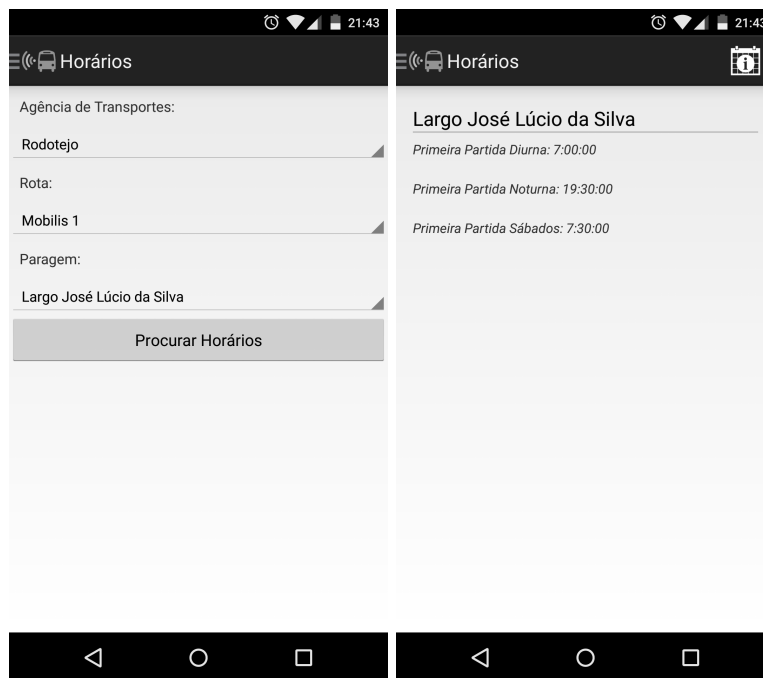 21:43
Horários
Agência de Transportes:
Rodotejo
Rota:
Mobilis 1
Paragem:
Largo José Lúcio da Silva
Procurar Horários
21:43
Horários
Largo José Lúcio da Silva
Primeira Partida Diurna: 7:00:00
Primeira Partida Noturna: 19:30:00
Primeira Partida Sábados: 7:30:00